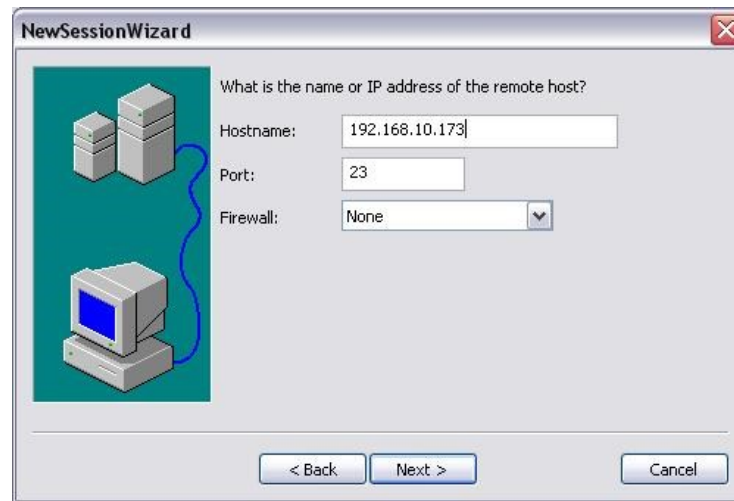 NewSessionWizard
What is the name or IP address of the remote host?
Hostname: 192.168.10.173
Port: 23
Firewall: None
< Back Next > Cancel